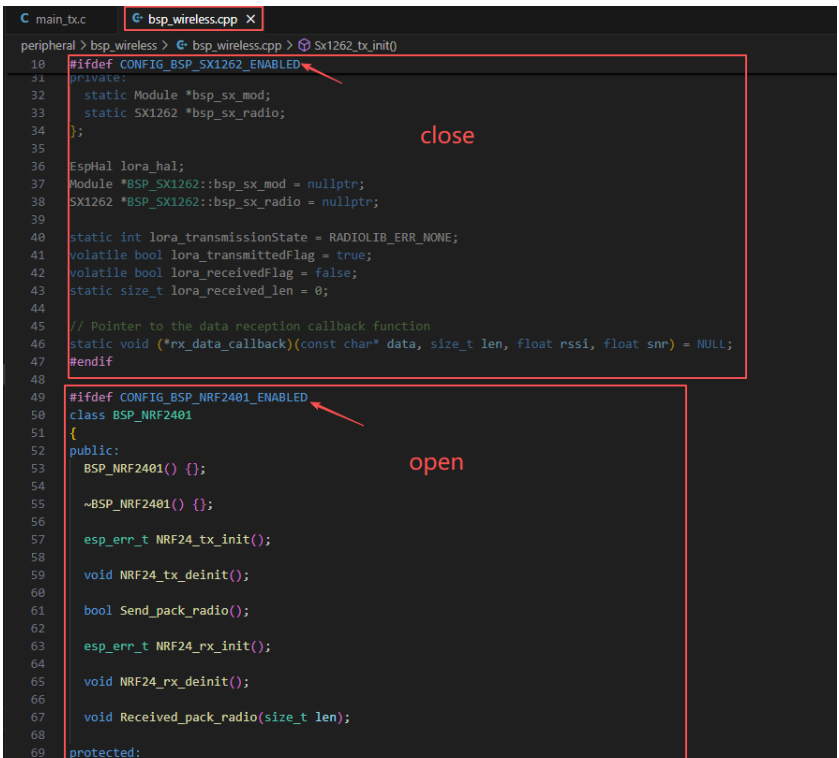 main_tx.c
bsp_wireless.cpp
peripheral > bsp_wireless > bsp_wireless.cpp > Sx1262_tx_init()
10 #ifdef CONFIG_BSP_SX1262_ENABLED
31 private:
32 static Module *bsp_sx_mod;
33 static SX1262 *bsp_sx_radio;
34 };
close
35
36 EspHal lora_hal;
37 Module *BSP_SX1262::bsp_sx_mod = nullptr;
38 SX1262 *BSP_SX1262::bsp_sx_radio = nullptr;
39
40 static int lora_transmissionState = RADIOLIB_ERR_NONE;
41 volatile bool lora_transmittedFlag = true;
42 volatile bool lora_receivedFlag = false;
43 static size_t lora_received_len = 0;
44
45 // Pointer to the data reception callback function
46 static void (*rx_data_callback)(const char* data, size_t len, float rssi, float snr) = NULL;
47 #endif
48
49 #ifdef CONFIG_BSP_NRF2401_ENABLED
50 class BSP_NRF2401
51 {
52 public:
53 BSP_NRF2401() {};
open
54
55 ~BSP_NRF2401() {};
56
57 esp_err_t NRF24_tx_init();
58
59 void NRF24_tx_deinit();
60
61 bool Send_pack_radio();
62
63 esp_err_t NRF24_rx_init();
64
65 void NRF24_rx_deinit();
66
67 void Received_pack_radio(size_t len);
68
69 protected: